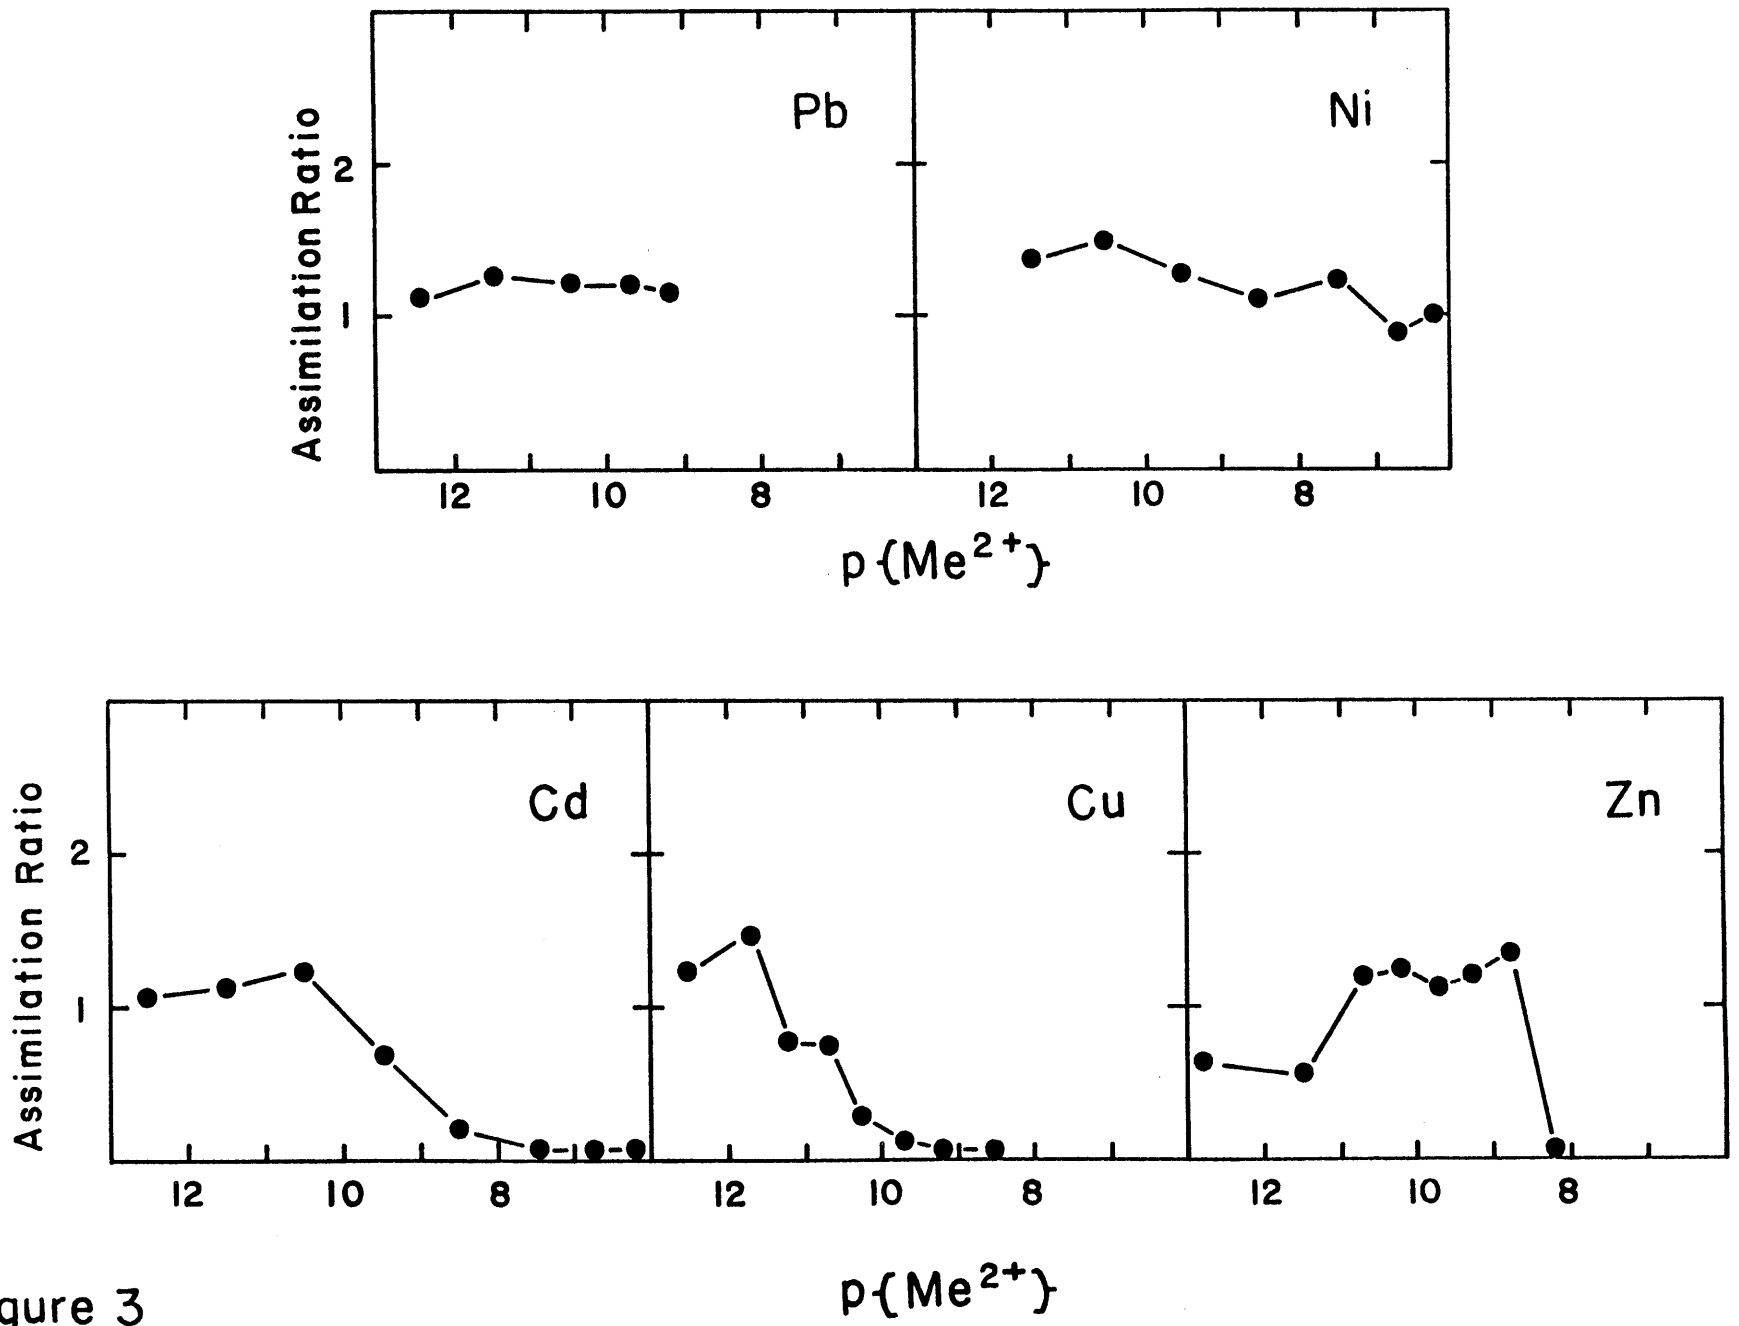 Pb
Ni
Assimilation Ratio
2
1
12 10 8 12 10 8
p{Me2+}
Cd
Cu
Zn
Assimilation Ratio
2
1
12 10 8 12 10 8 12 10 8
p{Me2+}
gure 3